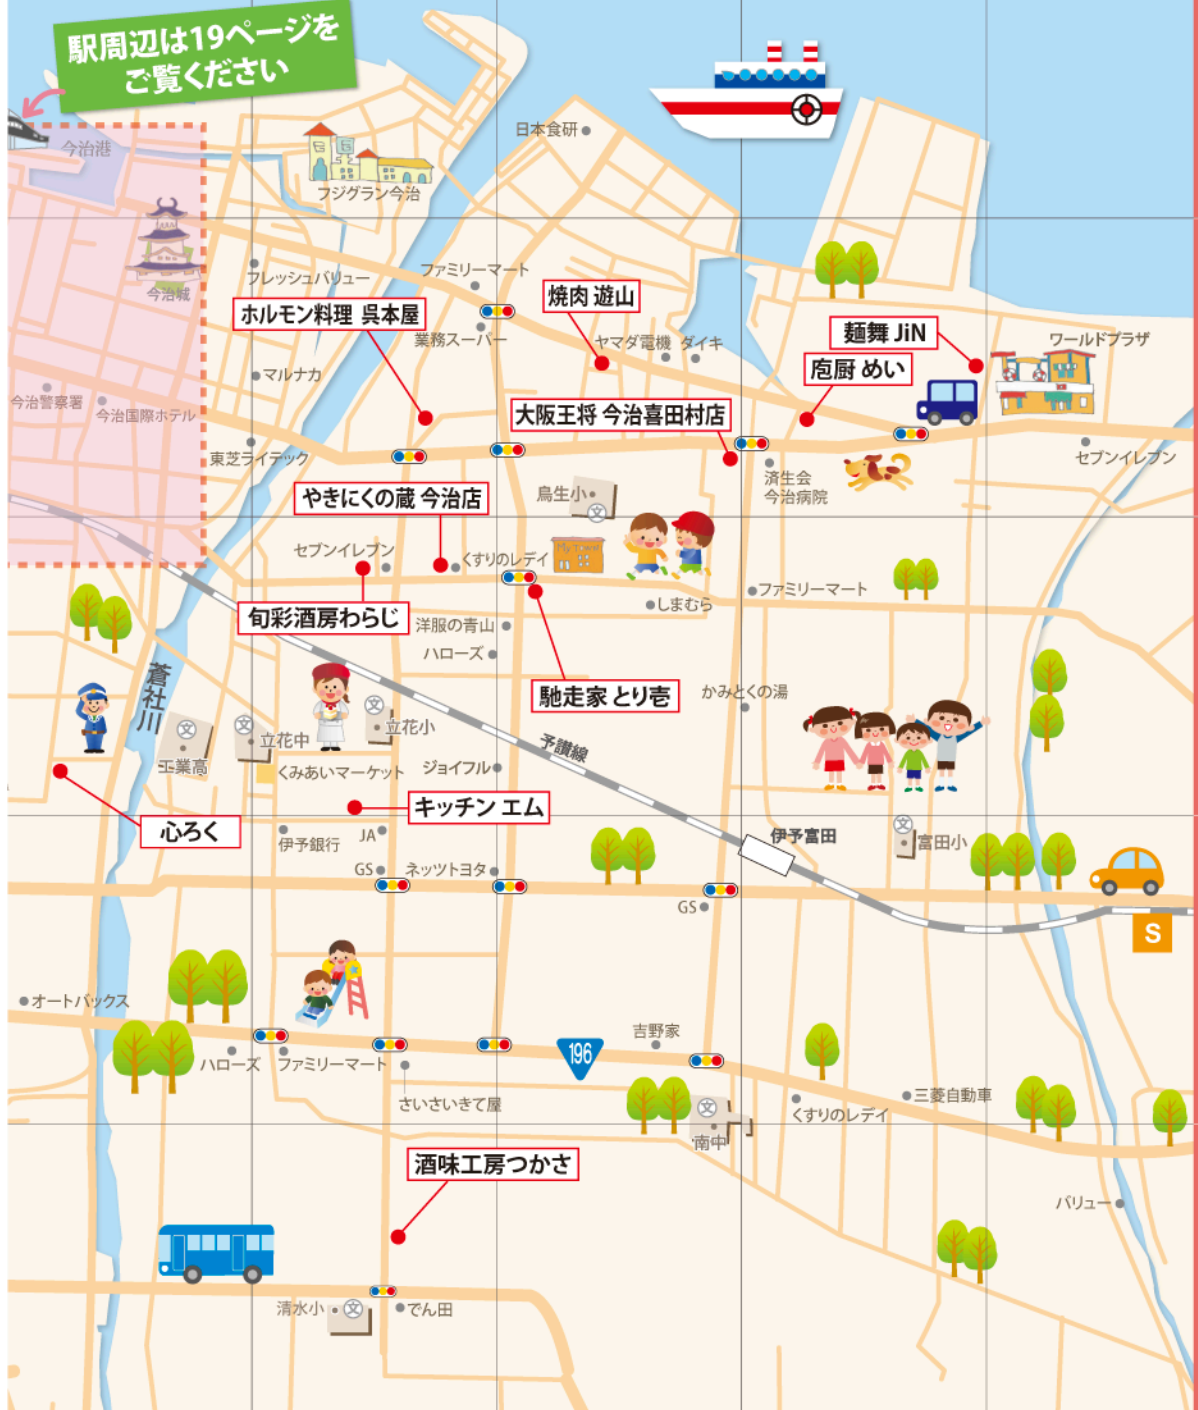 駅周辺は19ページを
ご覧ください
今治港
日本食研
フジグラン今治
今治城
フレッシュバリュー
ファミリーマート
ホルモン料理 呉本屋
焼肉 遊山
業務スーパー
ヤマダ電機
ダイキ
麺舞 JiN
ワールドプラザ
庖厨 めい
マルナカ
今治警察署
今治国際ホテル
大阪王将 今治喜田村店
東芝ライテック
済生会
今治病院
セブンイレブン
やきにくの蔵 今治店
鳥生小
文
セブンイレブン
くすりのレディ
My Town
ファミリーマート
しまむら
旬彩酒房わらじ
洋服の青山
ハローズ
馳走家 とり壱
かみとくの湯
蒼社川
文
工業高
文
立花中
文
立花小
予讃線
くみあいマーケット
ジョイフル
キッチン エム
心ろく
伊予銀行
JA
伊予富田
文
富田小
GS
ネッツトヨタ
GS
S
オートバックス
吉野家
196
ハローズ
ファミリーマート
さいさいきて屋
文
南中
くすりのレディ
三菱自動車
酒味工房つかさ
バリュー
清水小
文
でん田